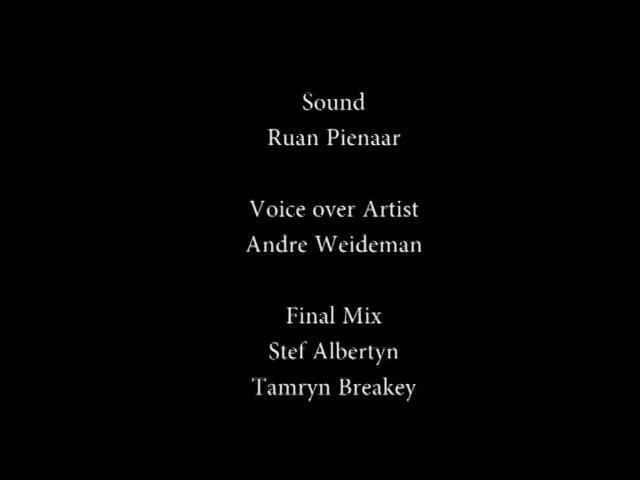 Sound
Ruan Pienaar
Voice over Artist
Andre Weideman
Final Mix
Stef Albertyn
Tamryn Breakey